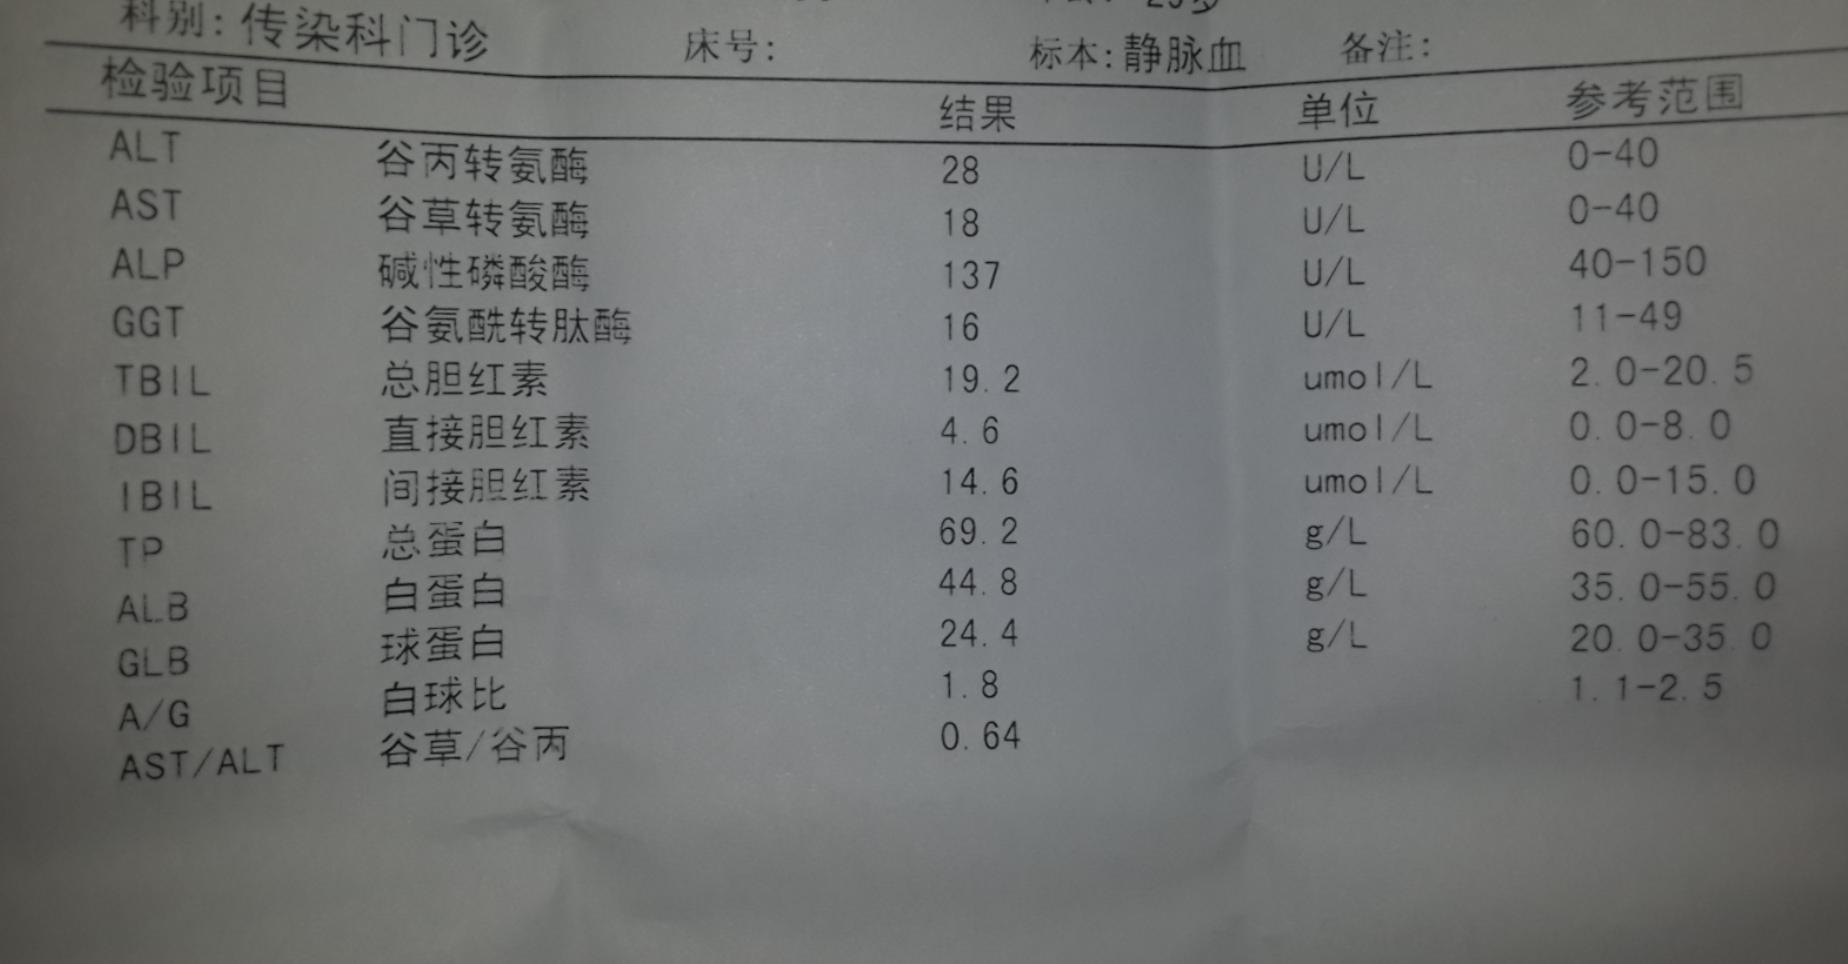 科别: 传染科门诊 床号: 标本: 静脉血 备注:
检验项目 结果 单位 参考范围
ALT 谷丙转氨酶 28 U/L 0-40
AST 谷草转氨酶 18 U/L 0-40
ALP 碱性磷酸酶 137 U/L 40-150
GGT 谷氨酰转肽酶 16 U/L 11-49
TBIL 总胆红素 19.2 umol/L 2.0-20.5
DBIL 直接胆红素 4.6 umol/L 0.0-8.0
IBIL 间接胆红素 14.6 umol/L 0.0-15.0
TP 总蛋白 69.2 g/L 60.0-83.0
ALB 白蛋白 44.8 g/L 35.0-55.0
GLB 球蛋白 24.4 g/L 20.0-35.0
A/G 白球比 1.8 1.1-2.5
AST/ALT 谷草/谷丙 0.64